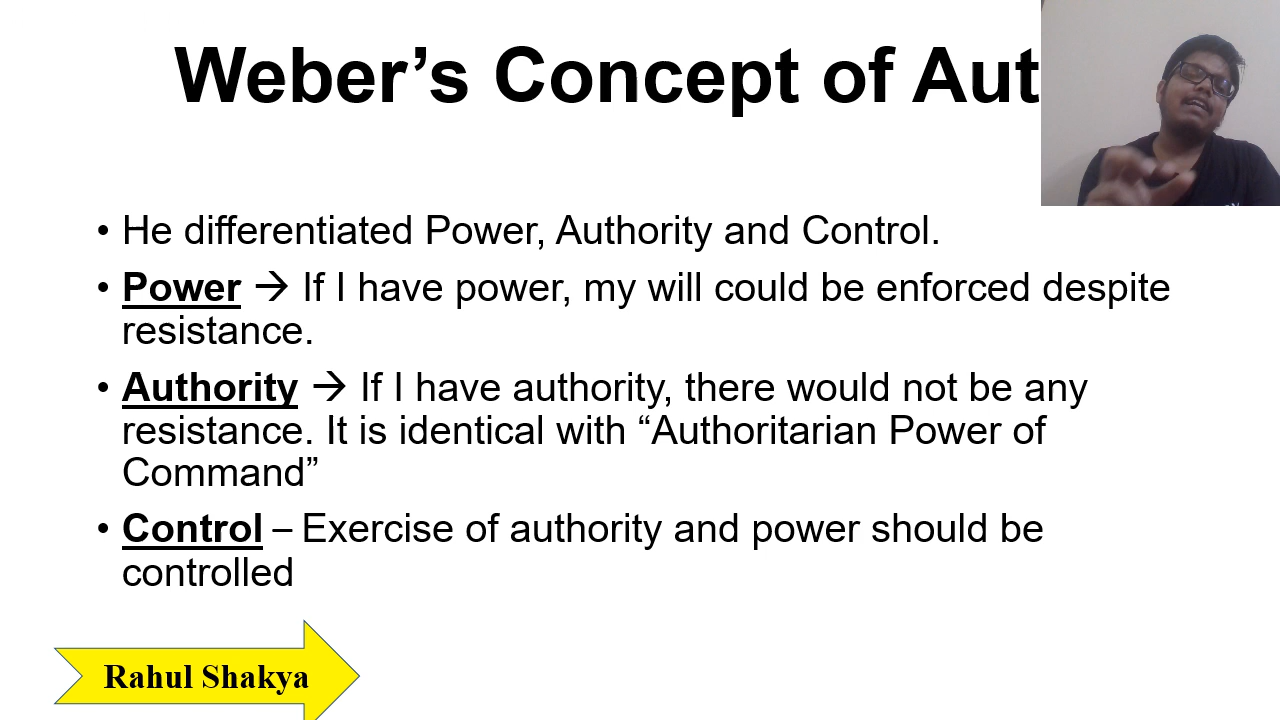 Weber’s Concept of Aut
• He differentiated Power, Authority and Control.
• Power → If I have power, my will could be enforced despite
resistance.
• Authority → If I have authority, there would not be any
resistance. It is identical with “Authoritarian Power of
Command”
• Control – Exercise of authority and power should be
controlled
Rahul Shakya